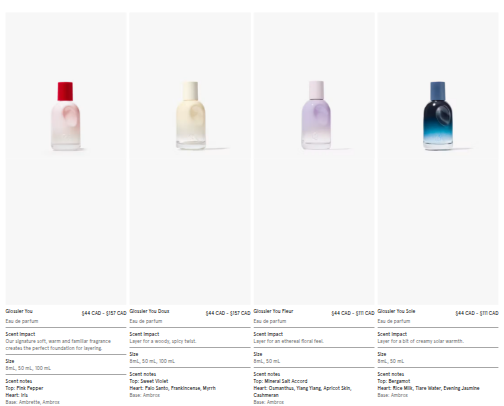 Glossier You
$44 CAD – $157 CAD
Eau de parfum
Scent Impact
Our signature soft, warm and familiar fragrance
creates the perfect foundation for layering.
Size
8mL, 50 mL, 100 mL
Scent notes
Top: Pink Pepper
Heart: Iris
Base: Ambrette, Ambrox
Glossier You Doux
$44 CAD – $157 CAD
Eau de parfum
Scent Impact
Layer for a woody, spicy twist.
Size
8mL, 50 mL, 100 mL
Scent notes
Top: Sweet Violet
Heart: Palo Santo, Frankincense, Myrrh
Base: Ambrox
Glossier You Fleur
$44 CAD – $111 CAD
Eau de parfum
Scent Impact
Layer for an ethereal floral veil.
Size
8mL, 50 mL
Scent notes
Top: Mineral Salt Accord
Heart: Osmanthus, Ylang Ylang, Apricot Skin,
Cashmeran
Base: Ambrox
Glossier You Solie
$44 CAD – $111 CAD
Eau de parfum
Scent Impact
Layer for a bit of creamy solar warmth.
Size
8mL, 50 mL
Scent notes
Top: Bergamot
Heart: Rice Milk, Tiare Water, Evening Jasmine
Base: Ambrox